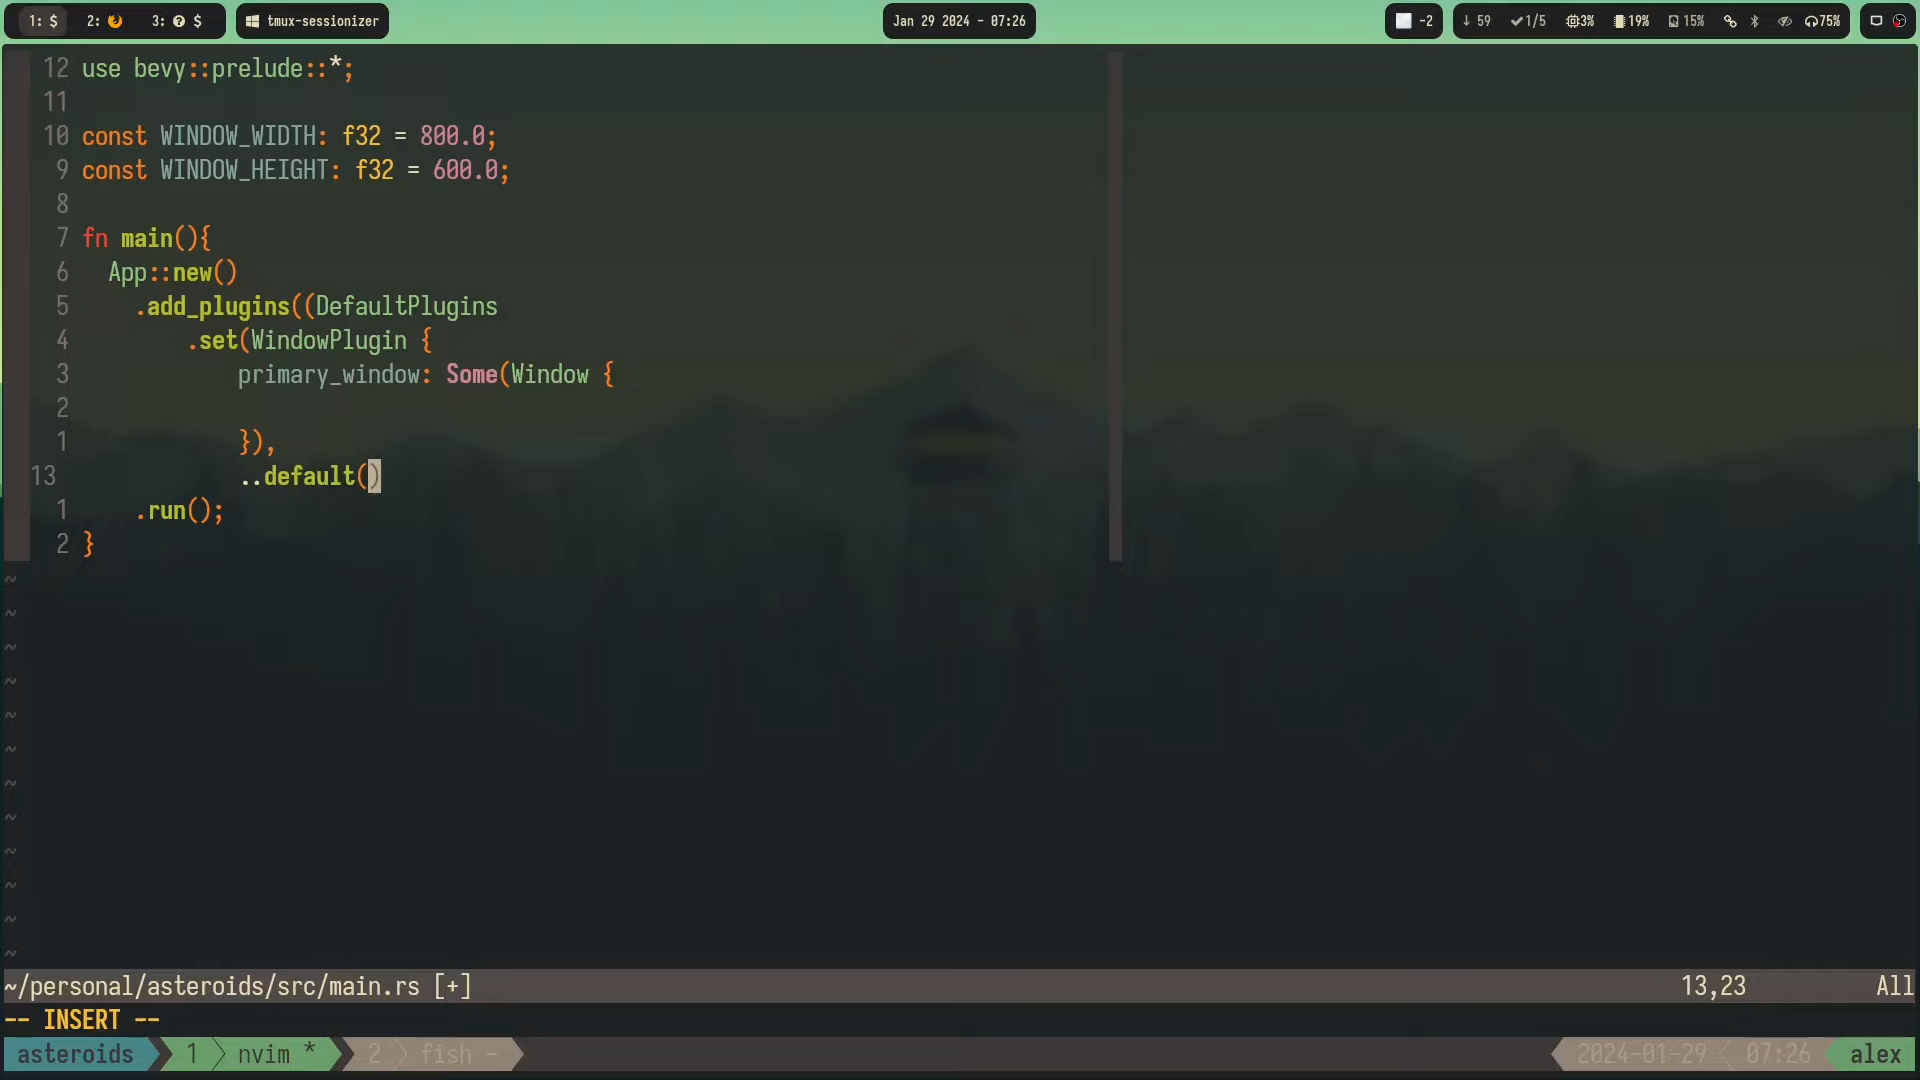 1: $ 2: 3: $ tmux-sessionizer Jan 29 2024 - 07:26 -2 ↓ 59 ✓1/5 3% 19% 15% 75%
12 use bevy::prelude::*;
11
10 const WINDOW_WIDTH: f32 = 800.0;
9 const WINDOW_HEIGHT: f32 = 600.0;
8
7 fn main(){
6   App::new()
5     .add_plugins((DefaultPlugins
4         .set(WindowPlugin {
3             primary_window: Some(Window {
2
1             }),
13             ..default()
1     .run();
2 }
~
~
~
~
~
~
~
~
~
~
~
~
~/personal/asteroids/src/main.rs [+] 13,23 All
-- INSERT --
asteroids 1 nvim * 2 fish - 2024-01-29 07:26 alex